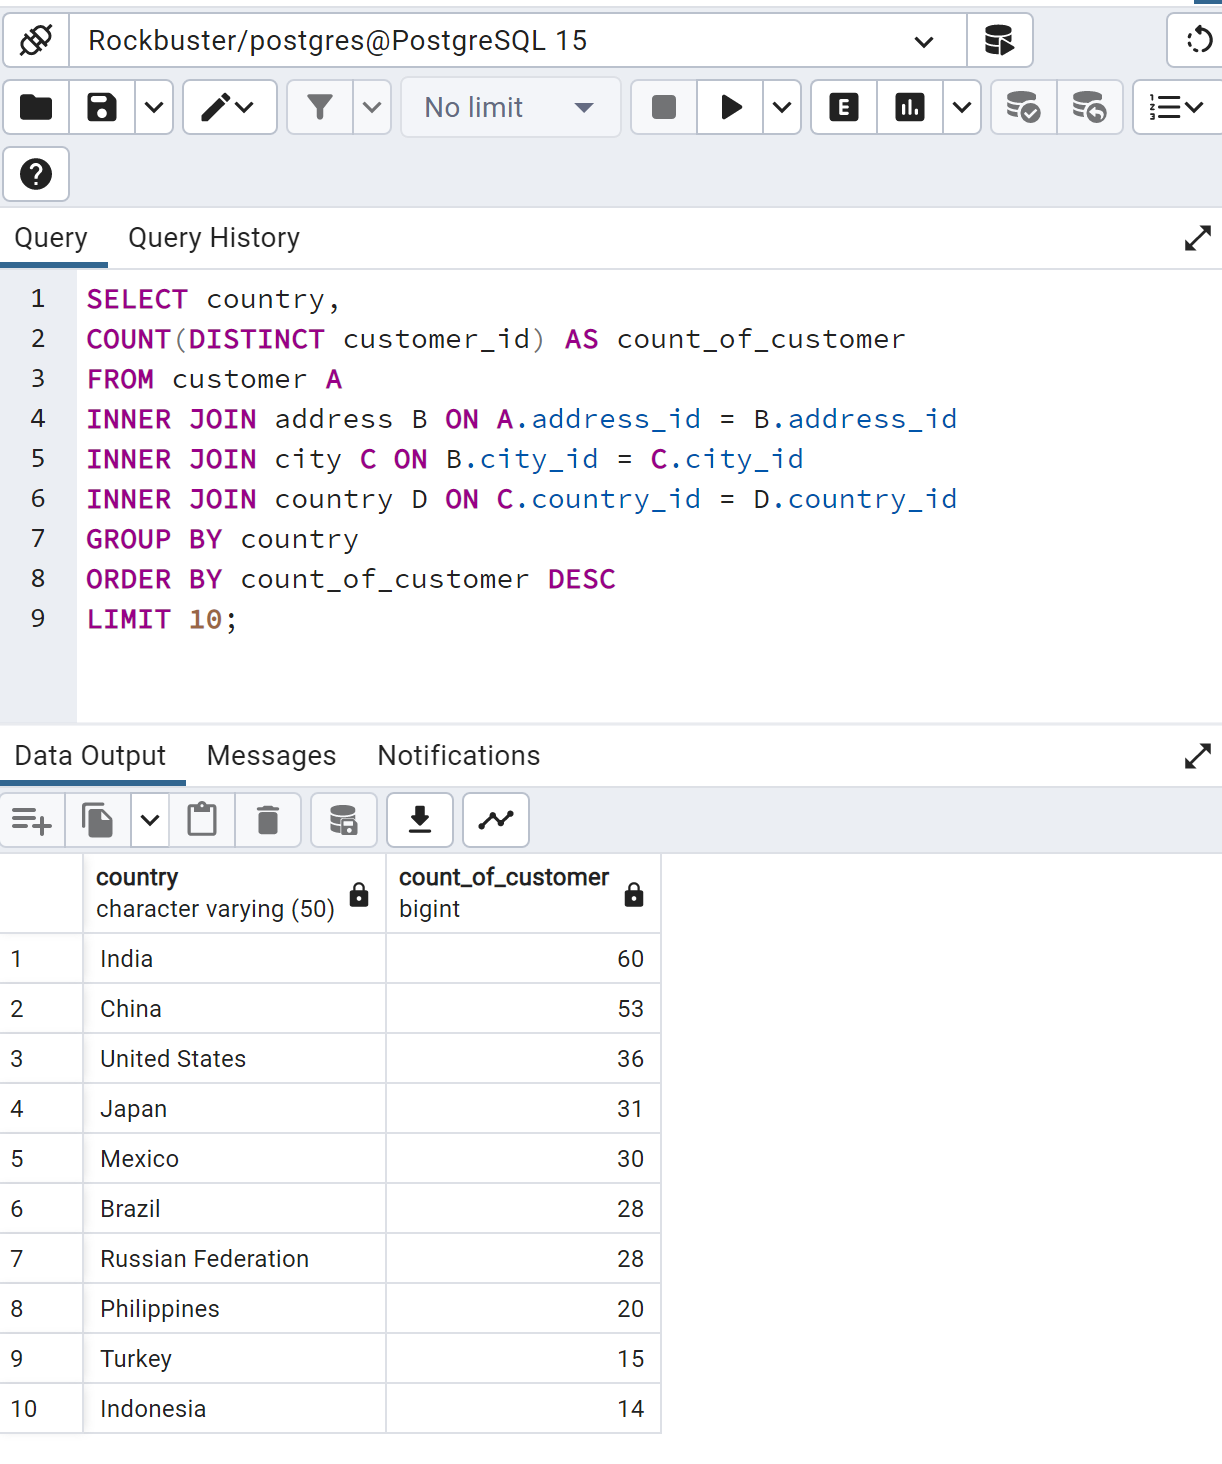 Rockbuster/postgres@PostgreSQL 15
No limit
E
Query Query History
1 SELECT country,
2 COUNT(DISTINCT customer_id) AS count_of_customer
3 FROM customer A
4 INNER JOIN address B ON A.address_id = B.address_id
5 INNER JOIN city C ON B.city_id = C.city_id
6 INNER JOIN country D ON C.country_id = D.country_id
7 GROUP BY country
8 ORDER BY count_of_customer DESC
9 LIMIT 10;
Data Output Messages Notifications
country count_of_customer
character varying (50) bigint
1 India 60
2 China 53
3 United States 36
4 Japan 31
5 Mexico 30
6 Brazil 28
7 Russian Federation 28
8 Philippines 20
9 Turkey 15
10 Indonesia 14